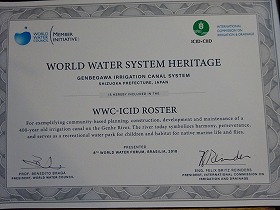 WORLD WATER COUNCIL
MEMBER INITIATIVE
ICID•CIID
INTERNATIONAL COMMISSION ON IRRIGATION & DRAINAGE
WORLD WATER SYSTEM HERITAGE
GENBEGAWA IRRIGATION CANAL SYSTEM
SHIZUOKA PREFECTURE, JAPAN
IS HEREBY INCLUDED IN THE
WWC-ICID ROSTER
For exemplifying community-based planning, construction, development and maintenance of a
400-year old irrigation canal on the Genbe River. The river today symbolises harmony, perseverance,
and serves as a recreational water park for children and habitat for native marine life and flies.
PRESENTED
8TH WORLD WATER FORUM, BRASILIA, 2018
PROF. BENEDITO BRAGA
PRESIDENT, WORLD WATER COUNCIL
ENG. FELIX BRITZ REINDERS
PRESIDENT, INTERNATIONAL COMMISSION ON
IRRIGATION AND DRAINAGE